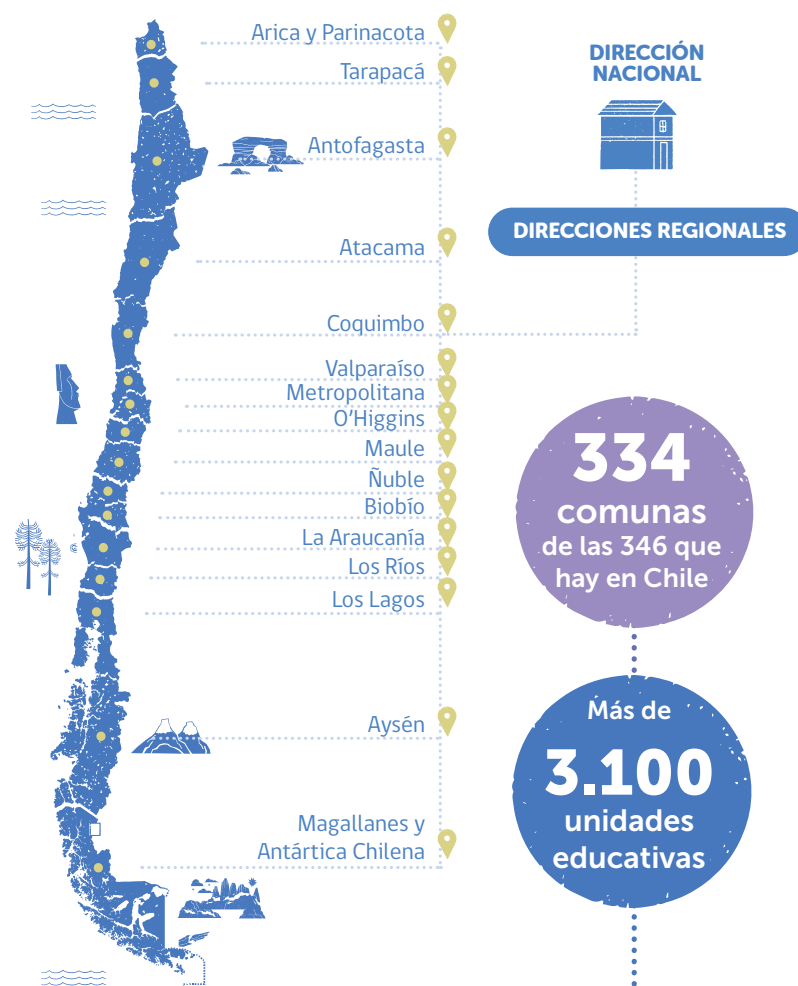 Arica y Parinacota
Tarapacá
Antofagasta
Atacama
Coquimbo
Valparaíso
Metropolitana
O’Higgins
Maule
Ñuble
Biobío
La Araucanía
Los Ríos
Los Lagos
Aysén
Magallanes y
Antártica Chilena
DIRECCIÓN
NACIONAL
DIRECCIONES REGIONALES
334
comunas
de las 346 que
hay en Chile
Más de
3.100
unidades
educativas